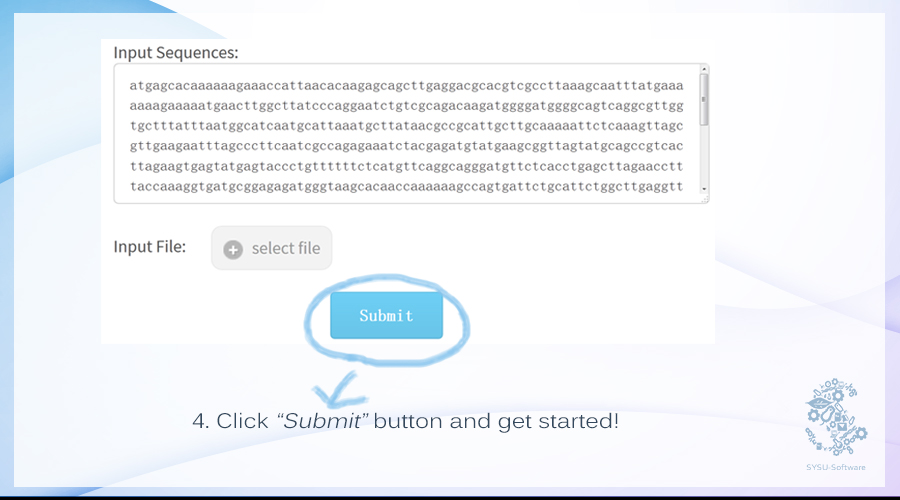 Input Sequences:
atgagcacaaaaaagaaaccattaacacaagagcagcttgaggacgcacgtcgccttaaagcaatttatgaaa
aaaagaaaaatgaacttggcttatcccaggaatctgtcgcagacaagatggggatggggcagtcaggcgttgg
tgctttatttaatggcatcaatgcattaaatgcttataacgccgcattgcttgcaaaaattctcaaagttagc
gttgaagaatttagcccttcaatcgccagagaaatctacgagatgtatgaagcggttagtatgcagccgtcac
ttagaagtgagtatgagtaccctgttttttctcatgttcaggcagggatgttctcacctgagcttagaacctt
taccaaaggtgatgcggagagatgggtaagcacaaccaaaaaagccagtgattctgcattctggcttgaggtt
Input File:
select file
Submit
4. Click “Submit” button and get started!
SYSU-Software